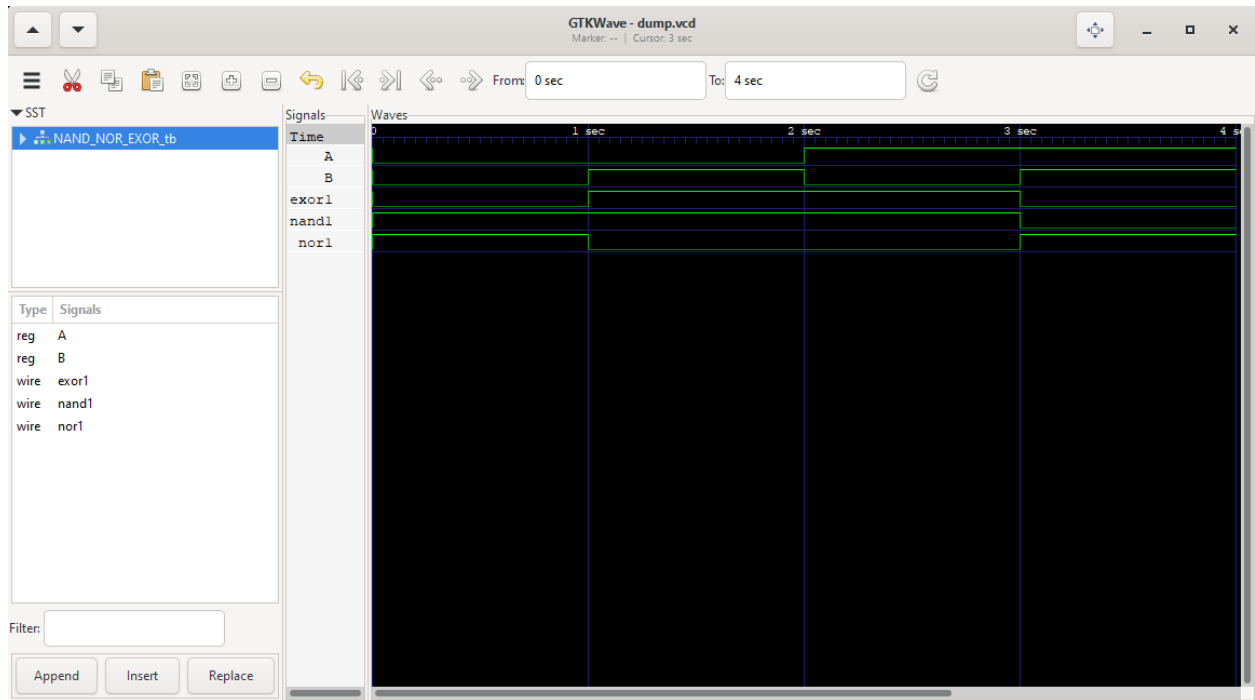 GTKWave - dump.vcd
Marker: -- | Cursor: 3 sec
From: 0 sec To: 4 sec
SST
NAND_NOR_EXOR_tb
Type Signals
reg A
reg B
wire exor1
wire nand1
wire nor1
Filter:
Append Insert Replace
Signals
Time
A
B
exor1
nand1
nor1
Waves
0 1 sec 2 sec 3 sec 4 s